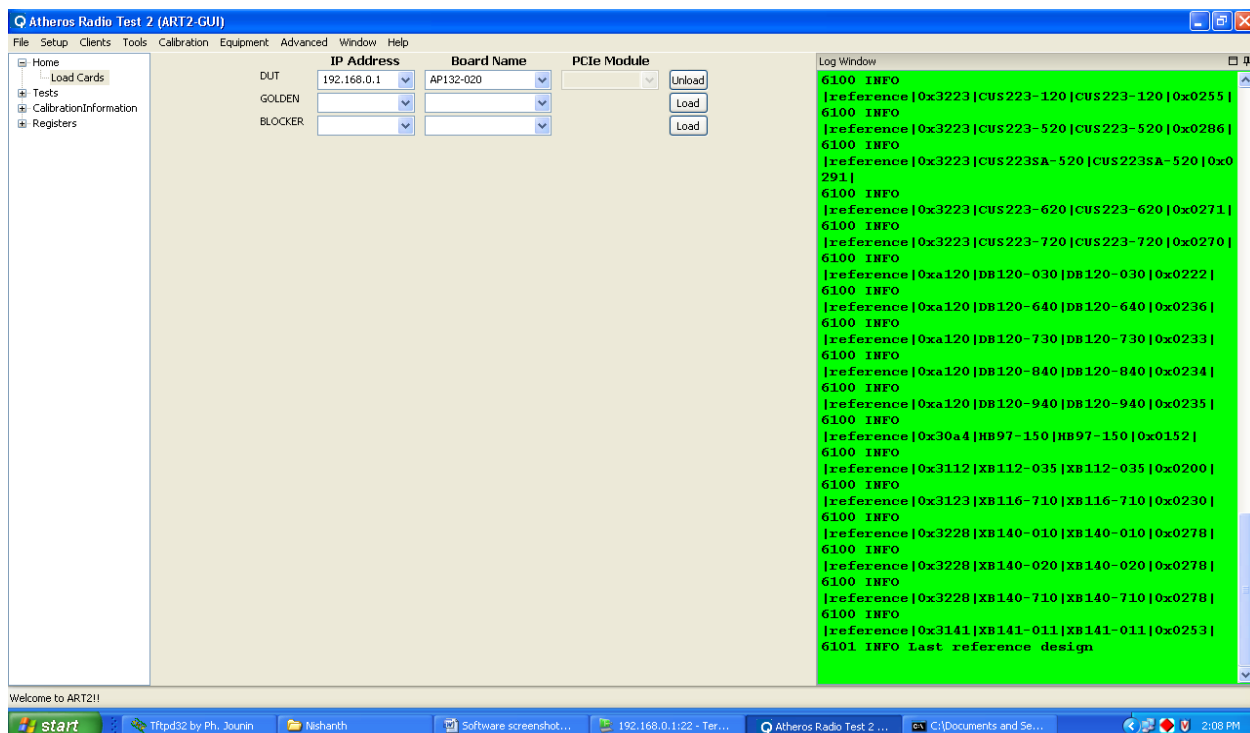 Atheros Radio Test 2 (ART2-GUI)
File Setup Clients Tools Calibration Equipment Advanced Window Help
Home
Load Cards
Tests
CalibrationInformation
Registers
IP Address Board Name PCIe Module
DUT 192.168.0.1 AP132-020 Unload
GOLDEN Load
BLOCKER Load
Log Window
6100 INFO
|reference|0x3223|CUS223-120|CUS223-120|0x0255|
6100 INFO
|reference|0x3223|CUS223-520|CUS223-520|0x0286|
6100 INFO
|reference|0x3223|CUS223SA-520|CUS223SA-520|0x0
291|
6100 INFO
|reference|0x3223|CUS223-620|CUS223-620|0x0271|
6100 INFO
|reference|0x3223|CUS223-720|CUS223-720|0x0270|
6100 INFO
|reference|0xa120|DB120-030|DB120-030|0x0222|
6100 INFO
|reference|0xa120|DB120-640|DB120-640|0x0236|
6100 INFO
|reference|0xa120|DB120-730|DB120-730|0x0233|
6100 INFO
|reference|0xa120|DB120-840|DB120-840|0x0234|
6100 INFO
|reference|0xa120|DB120-940|DB120-940|0x0235|
6100 INFO
|reference|0x30a4|HB97-150|HB97-150|0x0152|
6100 INFO
|reference|0x3112|XB112-035|XB112-035|0x0200|
6100 INFO
|reference|0x3123|XB116-710|XB116-710|0x0230|
6100 INFO
|reference|0x3228|XB140-010|XB140-010|0x0278|
6100 INFO
|reference|0x3228|XB140-020|XB140-020|0x0278|
6100 INFO
|reference|0x3228|XB140-710|XB140-710|0x0278|
6100 INFO
|reference|0x3141|XB141-011|XB141-011|0x0253|
6101 INFO Last reference design
Welcome to ART2!!
start Tftpd32 by Ph. Jounin Nishanth Software screenshot... 192.168.0.1:22 - Ter... Atheros Radio Test 2 ... C:\Documents and Se... 2:08 PM